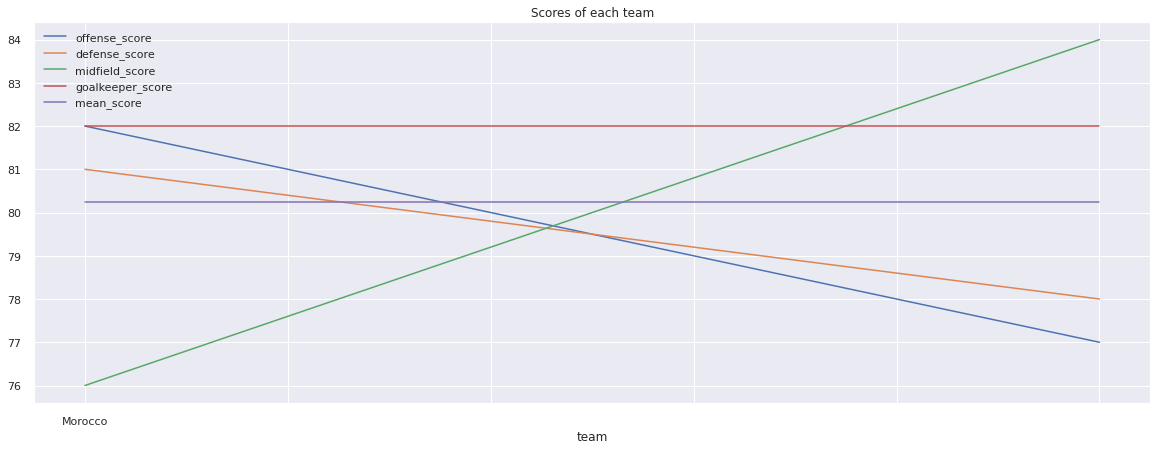 Scores of each team
offense_score
defense_score
midfield_score
goalkeeper_score
mean_score
84
83
82
81
80
79
78
77
76
Morocco
team